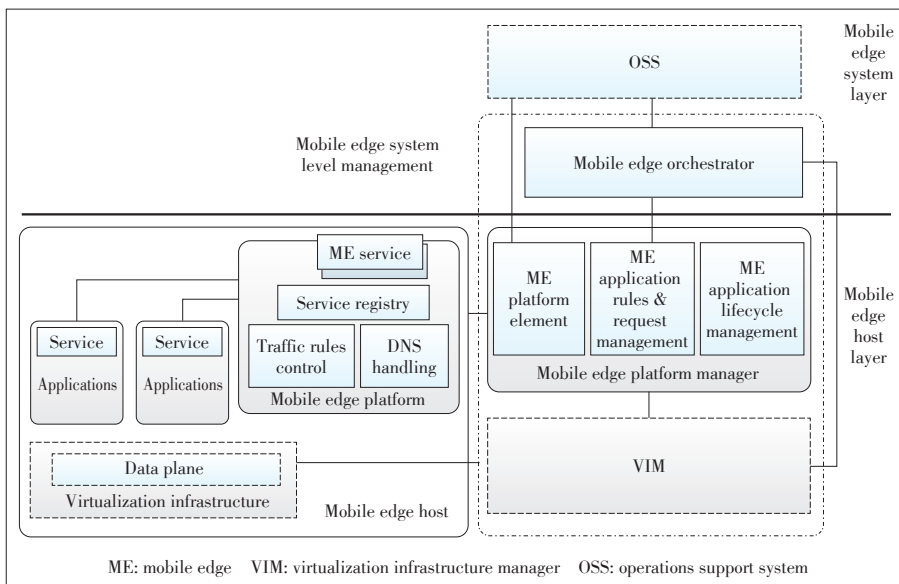 OSS
Mobile
edge
system
layer
Mobile edge system
level management
Mobile edge orchestrator
ME service
Service registry
Traffic rules
control
DNS
handling
Mobile edge platform
Service
Applications
Service
Applications
ME
platform
element
ME
application
rules &
request
management
ME
application
lifecycle
management
Mobile edge platform manager
Mobile
edge
host
layer
Data plane
Virtualization infrastructure
Mobile edge host
VIM
ME: mobile edge VIM: virtualization infrastructure manager OSS: operations support system